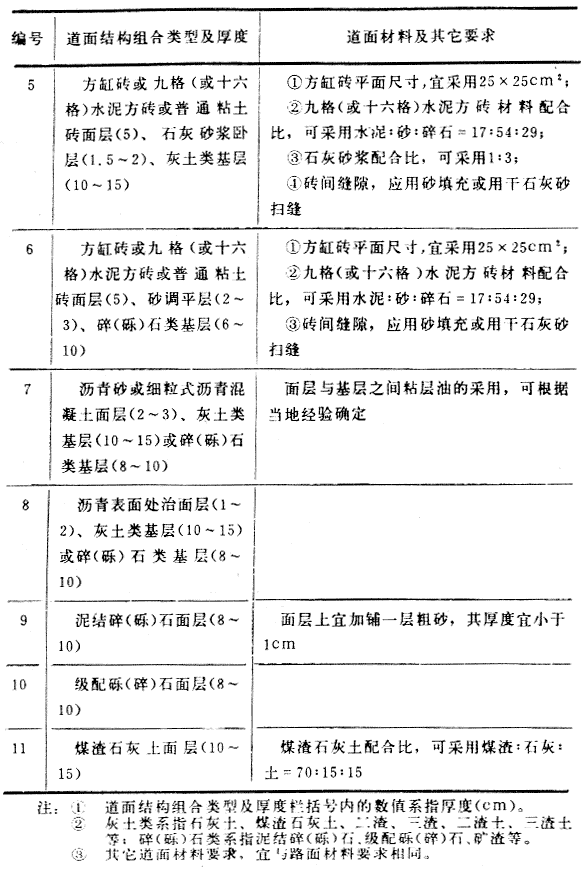 编号 道面结构组合类型及厚度 道面材料及其它要求
5 方缸砖或九格(或十六
格)水泥方砖或普通粘土
砖面层(5)、石灰砂浆卧
层(1.5~2)、灰土类基层
(10~15)
①方缸砖平面尺寸,宜采用25×25cm²;
②九格(或十六格)水泥方砖材料配合
比,可采用水泥:砂:碎石=17:54:29;
③石灰砂浆配合比,可采用1:3;
④砖间缝隙,应用砂填充或用干石灰砂
扫缝
6 方缸砖或九格(或十六
格)水泥方砖或普通粘土
砖面层(5)、砂调平层(2~
3)、碎(砾)石类基层(6~
10)
①方缸砖平面尺寸,宜采用25×25cm²;
②九格(或十六格)水泥方砖材料配合
比,可采用水泥:砂:碎石=17:54:29;
③砖间缝隙,应用砂填充或用干石灰砂
扫缝
7 沥青砂或细粒式沥青混
凝土面层(2~3)、灰土类
基层(10~15)或碎(砾)石
类基层(8~10)
面层与基层之间粘层油的采用,可根据
当地经验确定
8 沥青表面处治面层(1~
2)、灰土类基层(10~15)
或碎(砾)石类基层(8~
10)
9 泥结碎(砾)石面层(8~
10)
面层上宜加铺一层粗砂,其厚度宜小于
1cm
10 级配砾(碎)石面层(8~
10)
11 煤渣石灰土面层(10~
15)
煤渣石灰土配合比,可采用煤渣:石灰:
土=70:15:15
注:① 道面结构组合类型及厚度栏括号内的数值系指厚度(cm)。
② 灰土类系指石灰土、煤渣石灰土、二渣、三渣、二渣土、三渣土
等;碎(砾)石类系指泥结碎(砾)石、级配砾(碎)石、矿渣等。
③ 其它道面材料要求,宜与路面材料要求相同。